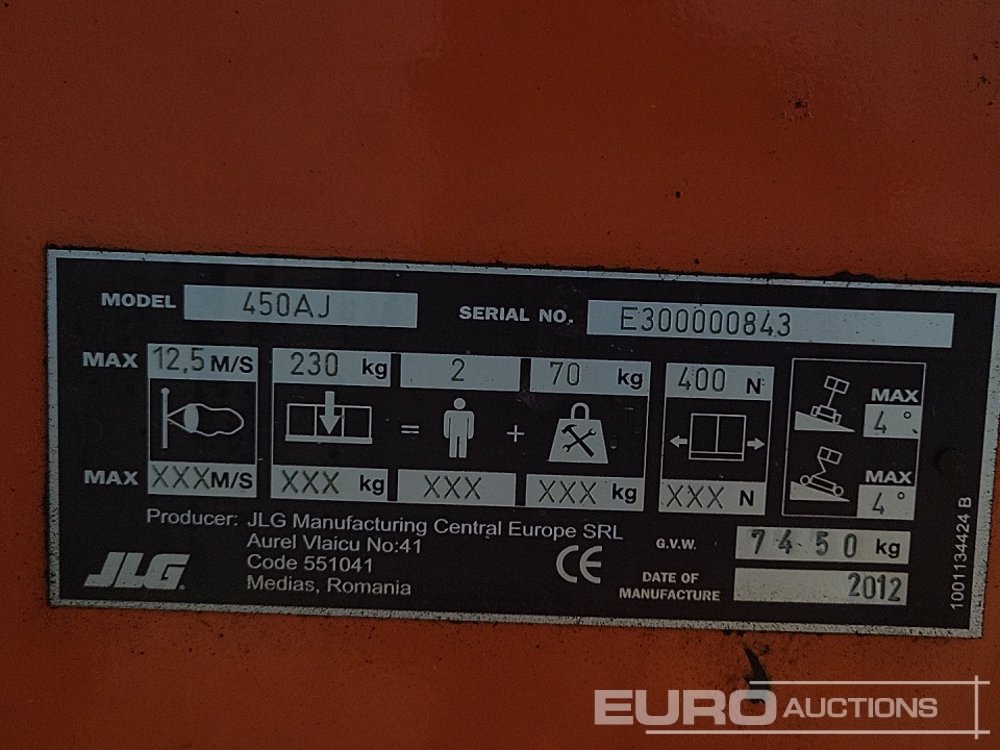 MODEL 450AJ SERIAL NO. E300000843
MAX 12,5 M/S 230 kg 2 70 kg 400 N MAX 4°
= +
MAX XXX M/S XXX kg XXX XXX kg XXX N MAX 4°
Producer: JLG Manufacturing Central Europe SRL
Aurel Vlaicu No:41
Code 551041
Medias, Romania
JLG®
CE
G.V.W. 7450 kg
DATE OF MANUFACTURE 2012
1001134424 B
EURO AUCTIONS